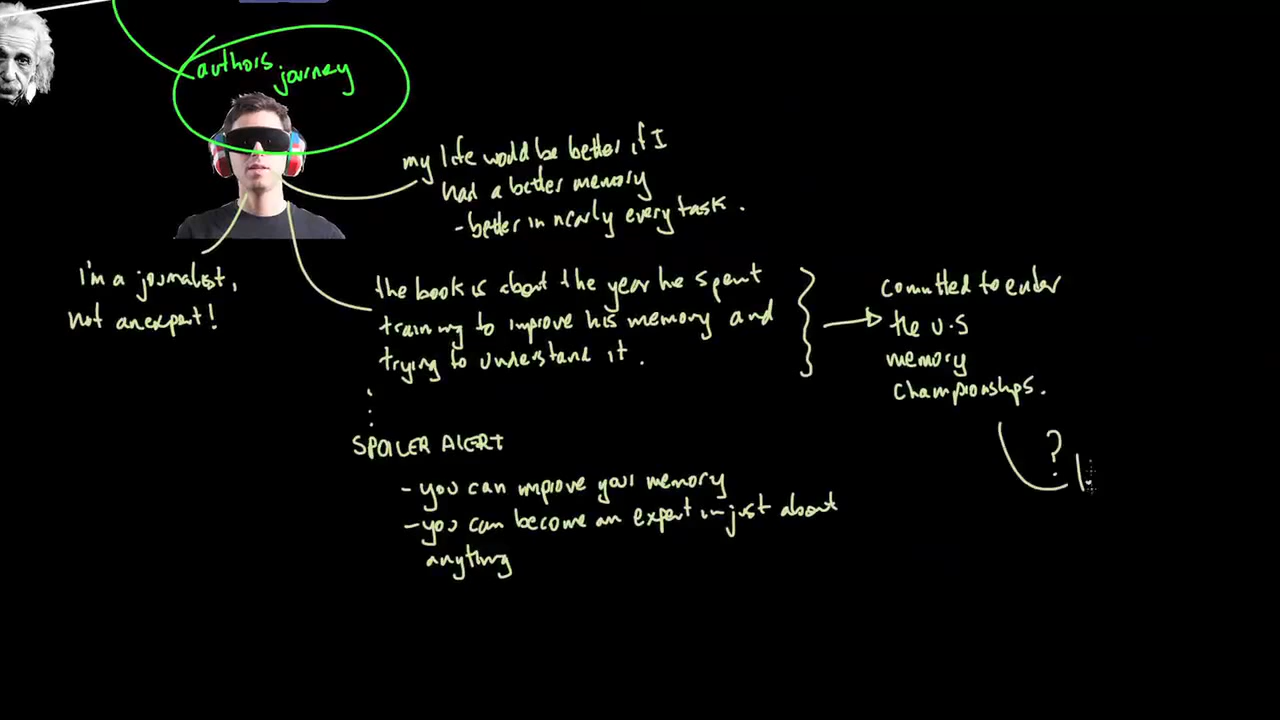 authors journey
my life would be better if I
had a better memory
- better in nearly every task.
I'm a journalist,
not an expert!
the book is about the year he spent
training to improve his memory and
trying to understand it.
committed to enter
the U.S
memory
championships.
?
SPOILER ALERT
- you can improve your memory
- you can become an expert in just about
anything